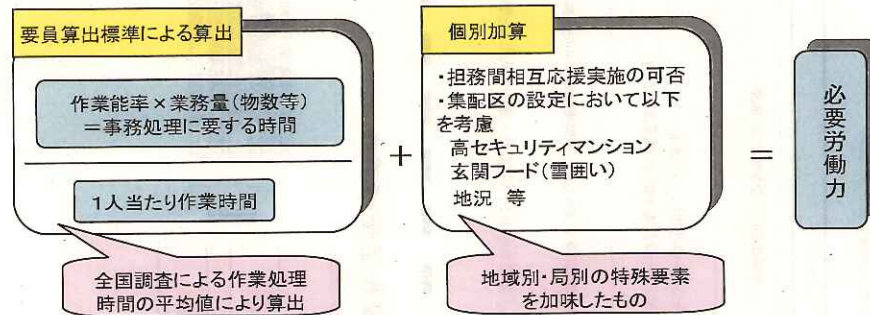 要員算出標準による算出
作業能率×業務量(物数等)
=事務処理に要する時間
1人当たり作業時間
全国調査による作業処理
時間の平均値により算出
+
個別加算
・担務間相互応援実施の可否
・集配区の設定において以下
を考慮
高セキュリティマンション
玄関フード(雪囲い)
地況 等
地域別・局別の特殊要素
を加味したもの
=
必要労働力